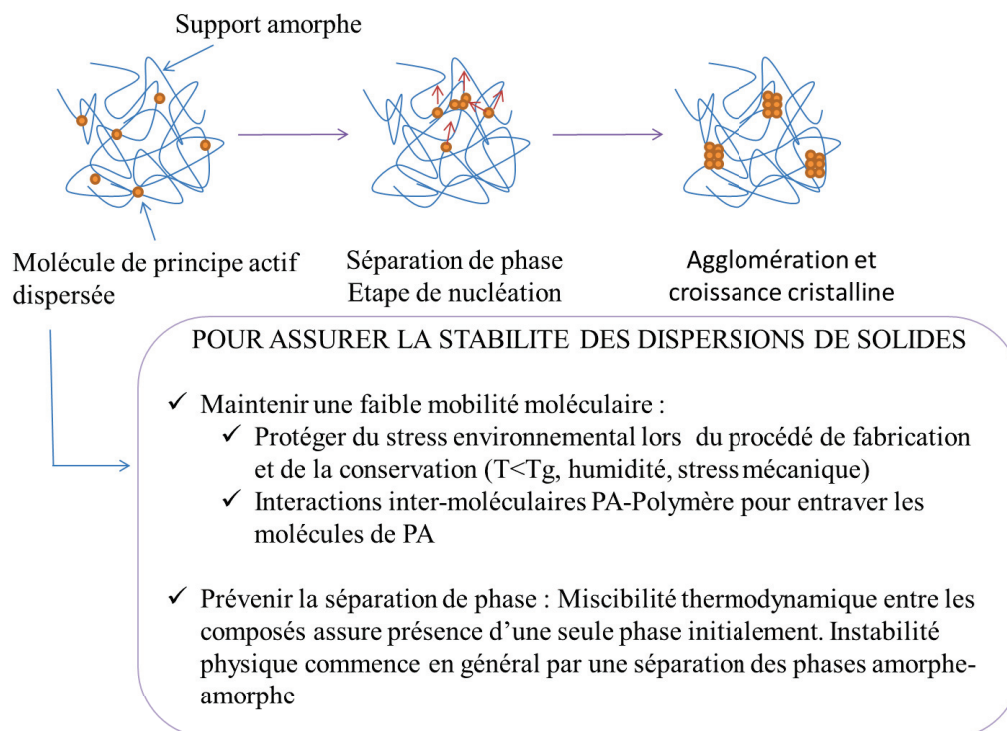 Support amorphe
Molécule de principe actif
dispersée
Séparation de phase
Etape de nucléation
Agglomération et
croissance cristalline
POUR ASSURER LA STABILITE DES DISPERSIONS DE SOLIDES
✓ Maintenir une faible mobilité moléculaire :
✓ Protéger du stress environnemental lors du procédé de fabrication
et de la conservation (T<Tg, humidité, stress mécanique)
✓ Interactions inter-moléculaires PA-Polymère pour entraver les
molécules de PA
✓ Prévenir la séparation de phase : Miscibilité thermodynamique entre les
composés assure présence d’une seule phase initialement. Instabilité
physique commence en général par une séparation des phases amorphe-
amorphe